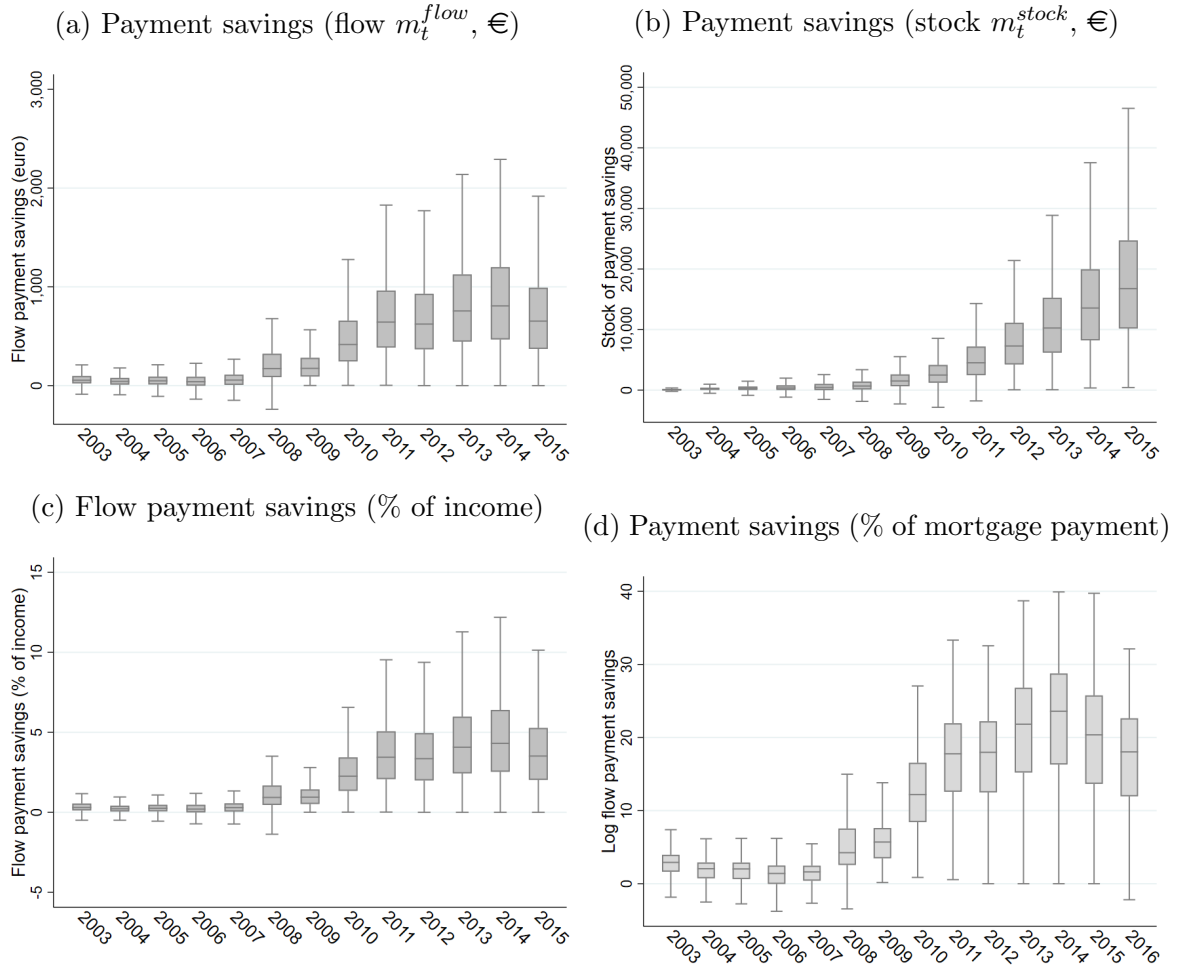 (a) Payment savings (flow m_t^{flow}, €)
Flow payment savings (euro)
3,000
2,000
1,000
0
2003 2004 2005 2006 2007 2008 2009 2010 2011 2012 2013 2014 2015
(b) Payment savings (stock m_t^{stock}, €)
Stock of payment savings
50,000
40,000
30,000
20,000
10,000
0
2003 2004 2005 2006 2007 2008 2009 2010 2011 2012 2013 2014 2015
(c) Flow payment savings (% of income)
Flow payment savings (% of income)
15
10
5
0
-5
2003 2004 2005 2006 2007 2008 2009 2010 2011 2012 2013 2014 2015
(d) Payment savings (% of mortgage payment)
Log flow payment savings
40
30
20
10
0
2003 2004 2005 2006 2007 2008 2009 2010 2011 2012 2013 2014 2015 2016